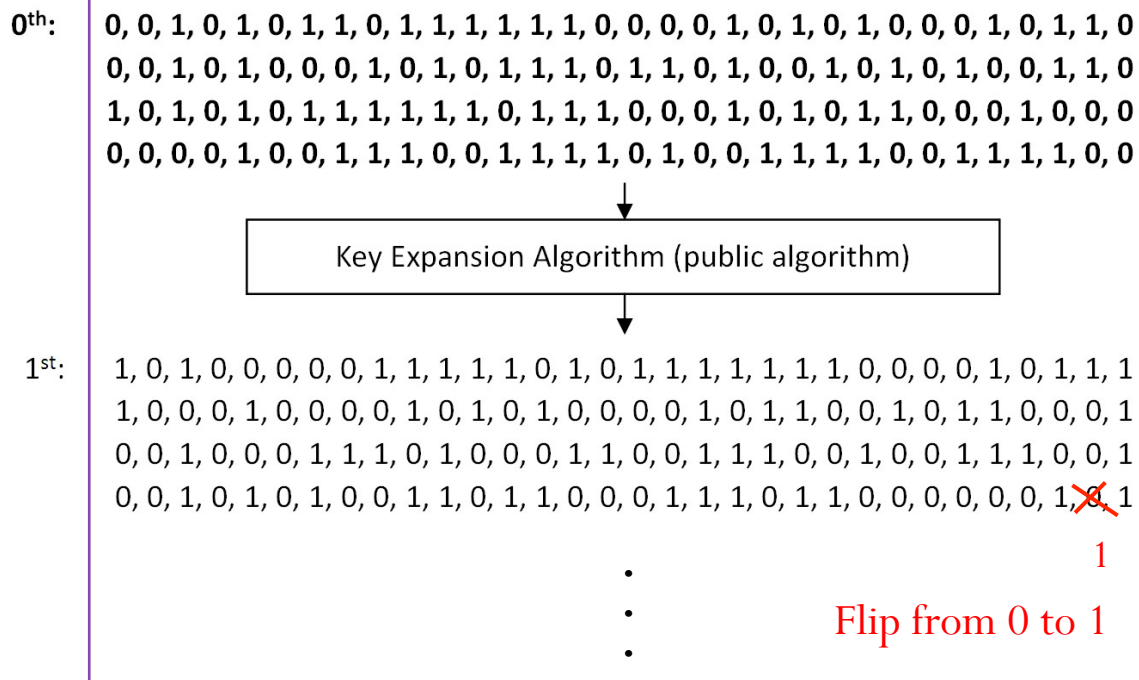 0th: 0, 0, 1, 0, 1, 0, 1, 1, 0, 1, 1, 1, 1, 1, 1, 0, 0, 0, 0, 1, 0, 1, 0, 1, 0, 0, 0, 1, 0, 1, 1, 0
0, 0, 1, 0, 1, 0, 0, 0, 1, 0, 1, 0, 1, 1, 1, 0, 1, 1, 0, 1, 0, 0, 1, 0, 1, 0, 1, 0, 0, 1, 1, 0
1, 0, 1, 0, 1, 0, 1, 1, 1, 1, 1, 1, 0, 1, 1, 1, 0, 0, 0, 1, 0, 1, 0, 1, 1, 0, 0, 0, 1, 0, 0, 0
0, 0, 0, 0, 1, 0, 0, 1, 1, 1, 0, 0, 1, 1, 1, 1, 0, 1, 0, 0, 1, 1, 1, 1, 0, 0, 1, 1, 1, 1, 0, 0
Key Expansion Algorithm (public algorithm)
1st: 1, 0, 1, 0, 0, 0, 0, 0, 1, 1, 1, 1, 1, 0, 1, 0, 1, 1, 1, 1, 1, 1, 1, 0, 0, 0, 0, 1, 0, 1, 1, 1
1, 0, 0, 0, 1, 0, 0, 0, 0, 1, 0, 1, 0, 1, 0, 0, 0, 0, 1, 0, 1, 1, 0, 0, 1, 0, 1, 1, 0, 0, 0, 1
0, 0, 1, 0, 0, 0, 1, 1, 1, 0, 1, 0, 0, 0, 1, 1, 0, 0, 1, 1, 1, 0, 0, 1, 0, 0, 1, 1, 1, 0, 0, 1
0, 0, 1, 0, 1, 0, 1, 0, 0, 1, 1, 0, 1, 1, 0, 0, 0, 1, 1, 1, 0, 1, 1, 0, 0, 0, 0, 0, 0, 1, 0, 1
1
Flip from 0 to 1